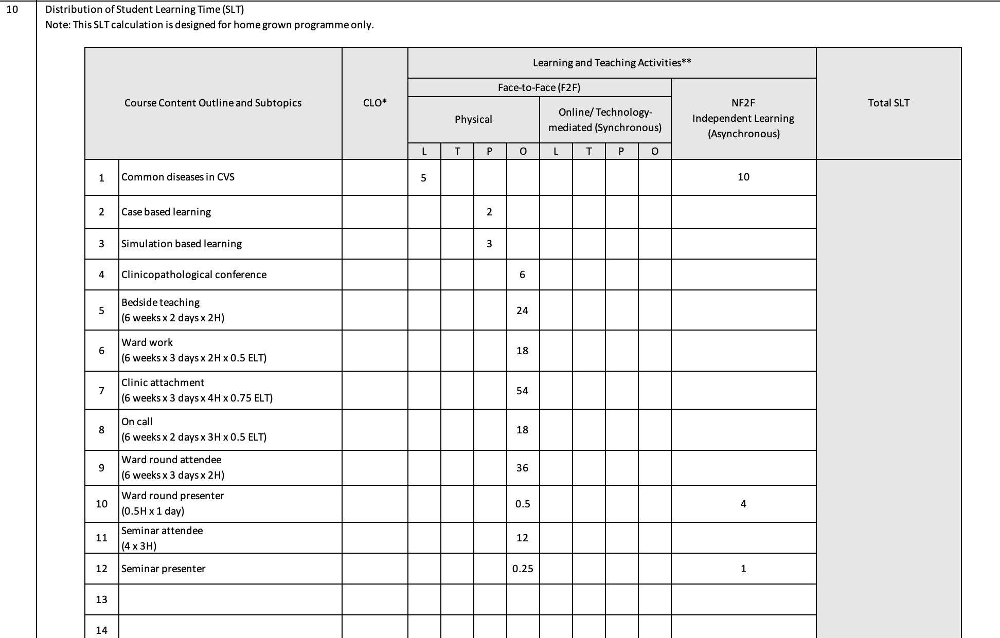 10
Distribution of Student Learning Time (SLT)
Note: This SLT calculation is designed for home grown programme only.
Course Content Outline and Subtopics
CLO*
Learning and Teaching Activities**
Total SLT
Face-to-Face (F2F)
NF2F
Independent Learning
(Asynchronous)
Physical
Online/ Technology-
mediated (Synchronous)
L T P O L T P O
1 Common diseases in CVS 5 10
2 Case based learning 2
3 Simulation based learning 3
4 Clinicopathological conference 6
5 Bedside teaching
(6 weeks x 2 days x 2H) 24
6 Ward work
(6 weeks x 3 days x 2H x 0.5 ELT) 18
7 Clinic attachment
(6 weeks x 3 days x 4H x 0.75 ELT) 54
8 On call
(6 weeks x 2 days x 3H x 0.5 ELT) 18
9 Ward round attendee
(6 weeks x 3 days x 2H) 36
10 Ward round presenter
(0.5H x 1 day) 0.5 4
11 Seminar attendee
(4 x 3H) 12
12 Seminar presenter 0.25 1
13
14